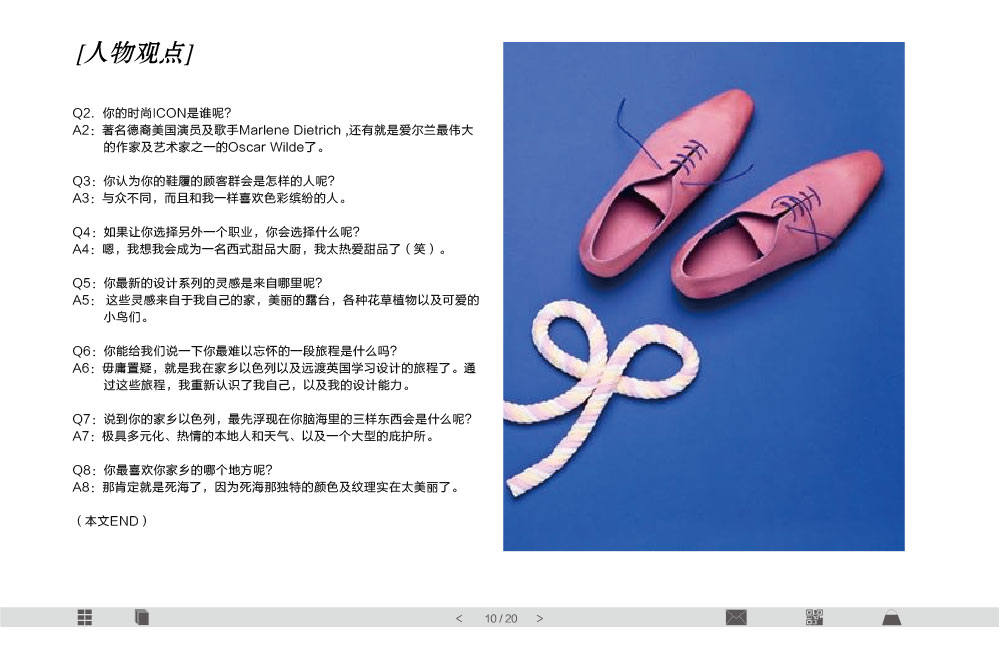 [人物观点]
Q2. 你的时尚ICON是谁呢?
A2: 著名德裔美国演员及歌手Marlene Dietrich ,还有就是爱尔兰最伟大
的作家及艺术家之一的Oscar Wilde了。
Q3: 你认为你的鞋履的顾客群会是怎样的人呢?
A3: 与众不同，而且和我一样喜欢色彩缤纷的人。
Q4: 如果让你选择另外一个职业，你会选择什么呢?
A4: 嗯，我想我会成为一名西式甜品大厨，我太热爱甜品了（笑）。
Q5: 你最新的设计系列的灵感是来自哪里呢?
A5: 这些灵感来自于我自己的家，美丽的露台，各种花草植物以及可爱的
小鸟们。
Q6: 你能给我们说一下你最难以忘怀的一段旅程是什么吗?
A6: 毋庸置疑，就是我在家乡以色列以及远渡英国学习设计的旅程了。通
过这些旅程，我重新认识了我自己，以及我的设计能力。
Q7: 说到你的家乡以色列，最先浮现在你脑海里的三样东西会是什么呢?
A7: 极具多元化、热情的本地人和天气、以及一个大型的庇护所。
Q8: 你最喜欢你家乡的哪个地方呢?
A8: 那肯定就是死海了，因为死海那独特的颜色及纹理实在太美丽了。
（本文END）
< 10 / 20 >